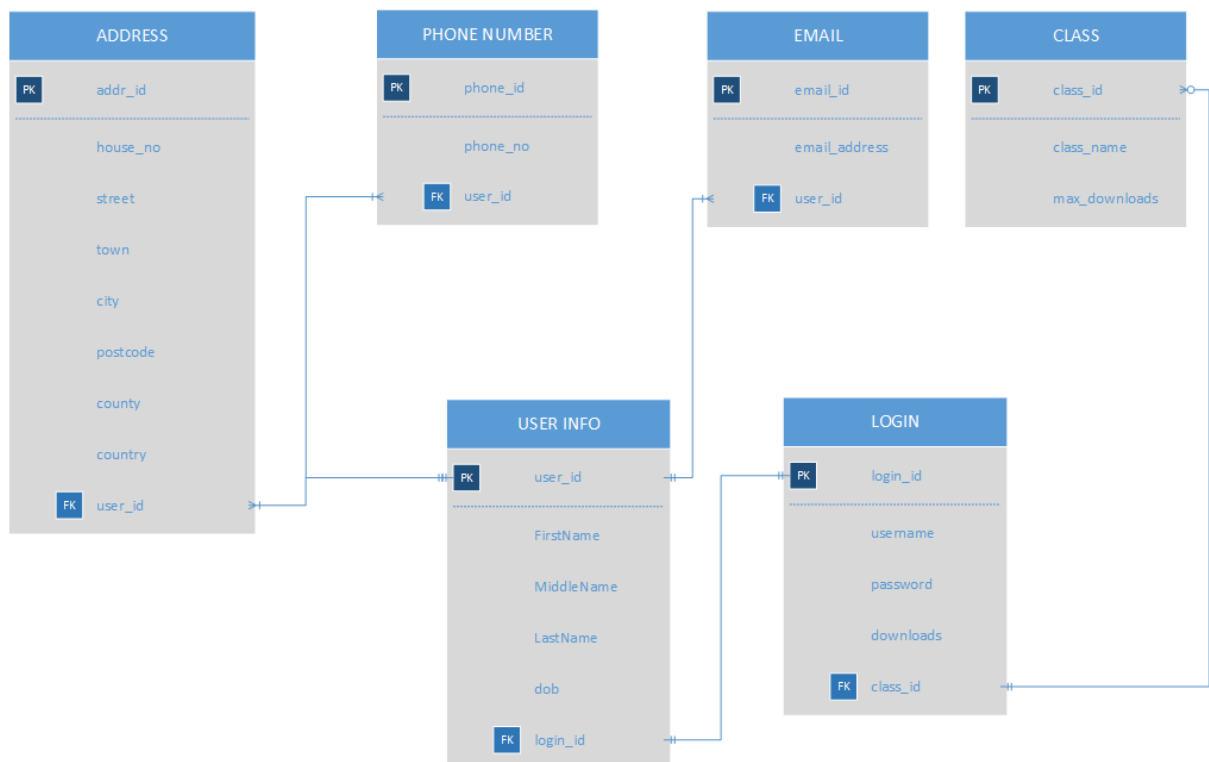 ADDRESS
PK addr_id
house_no
street
town
city
postcode
county
country
FK user_id
PHONE NUMBER
PK phone_id
phone_no
FK user_id
EMAIL
PK email_id
email_address
FK user_id
CLASS
PK class_id
class_name
max_downloads
USER INFO
PK user_id
FirstName
MiddleName
LastName
dob
FK login_id
LOGIN
PK login_id
username
password
downloads
FK class_id